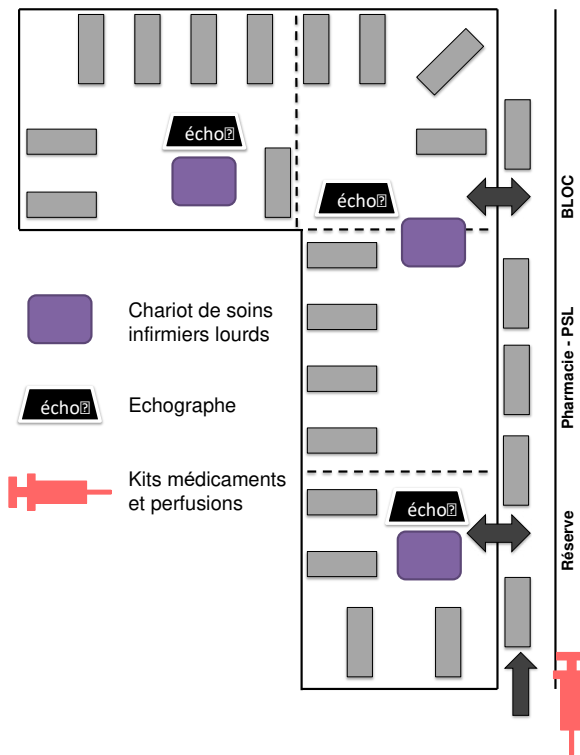 écho
écho
BLOC
Chariot de soins
infirmiers lourds
Pharmacie - PSL
écho
Echographe
Kits médicaments
et perfusions
écho
Réserve